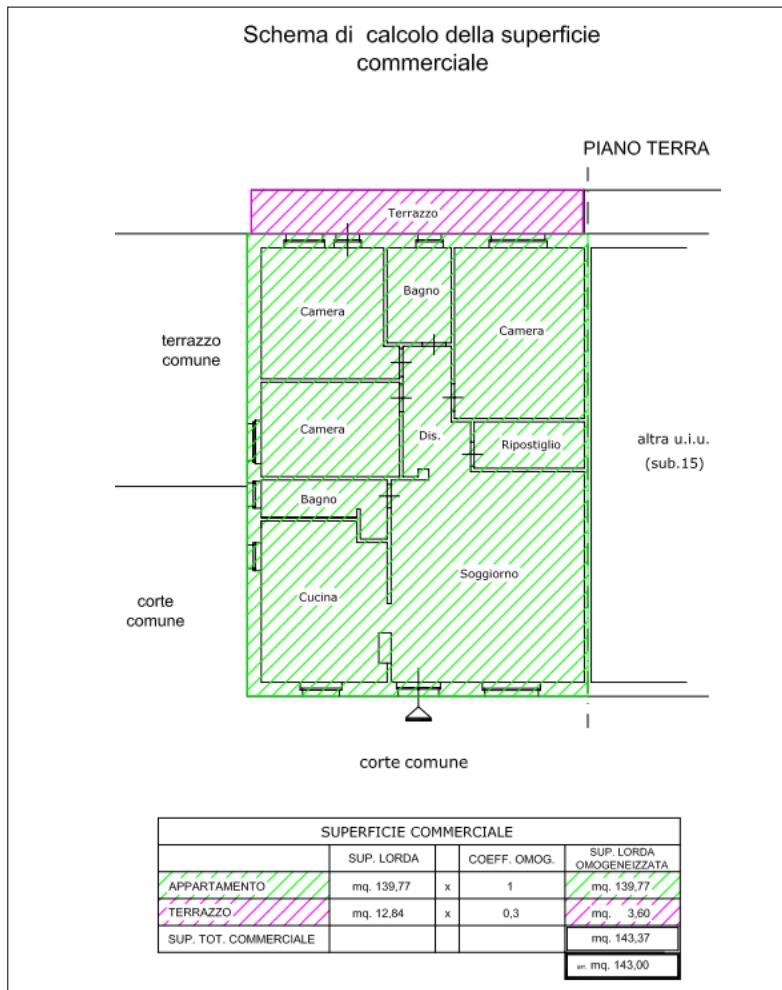 Schema di calcolo della superficie
commerciale
PIANO TERRA
Terrazzo
Camera
Bagno
Camera
terrazzo
comune
Camera
Dis.
Ripostiglio
altra u.i.u.
(sub.15)
Bagno
Soggiorno
Cucina
corte
comune
corte comune
SUPERFICIE COMMERCIALE
SUP. LORDA COEFF. OMOG. SUP. LORDA
OMOGENEIZZATA
APPARTAMENTO mq. 139,77 x 1 mq. 139,77
TERRAZZO mq. 12,84 x 0,3 mq. 3,60
SUP. TOT. COMMERCIALE mq. 143,37
arr. mq. 143,00